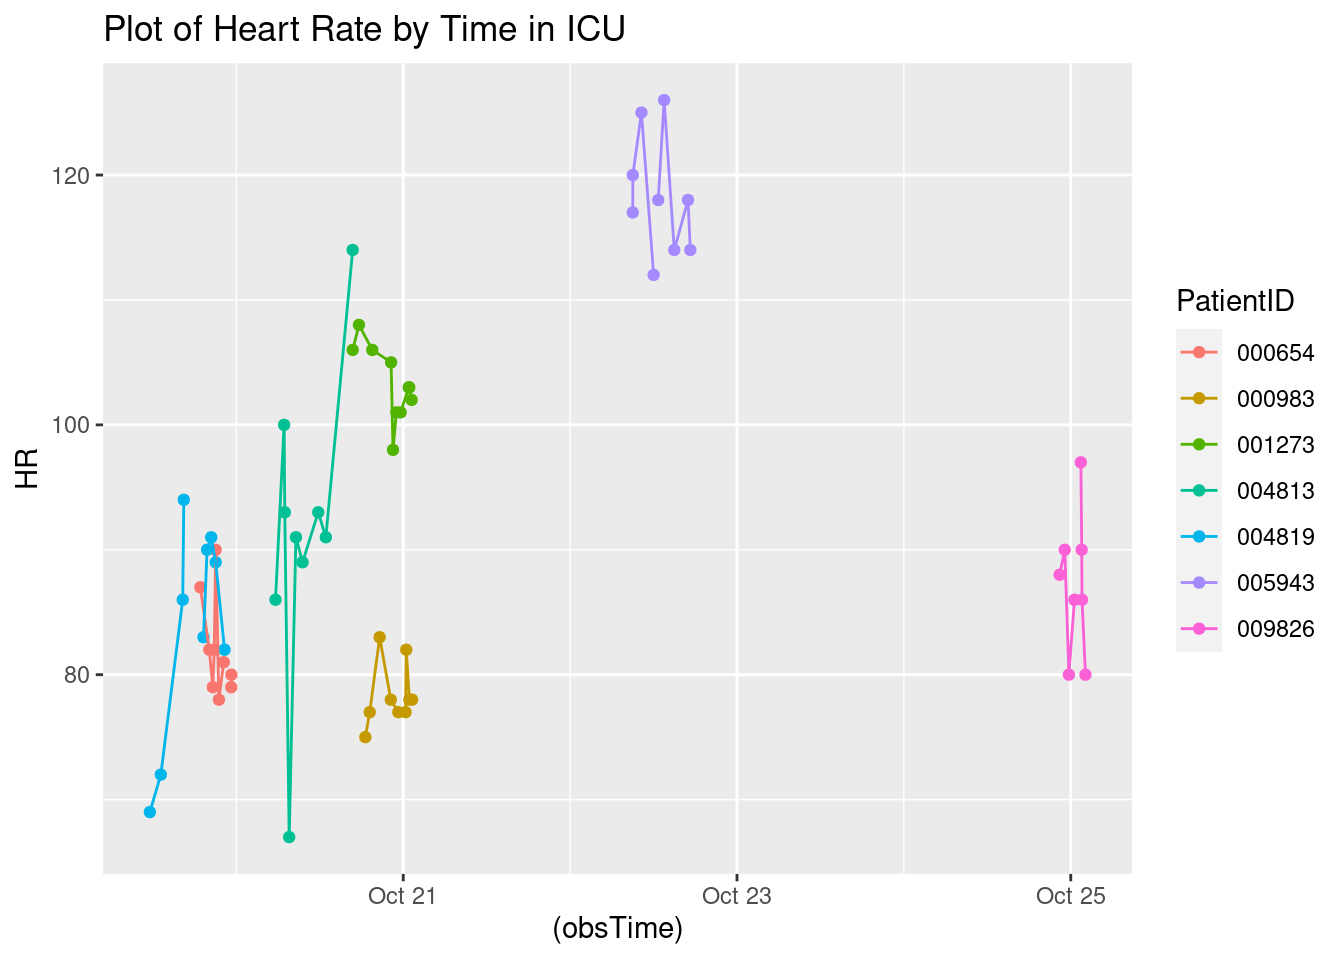 Plot of Heart Rate by Time in ICU
120
100
80
HR
Oct 21
Oct 23
Oct 25
(obsTime)
PatientID
000654
000983
001273
004813
004819
005943
009826